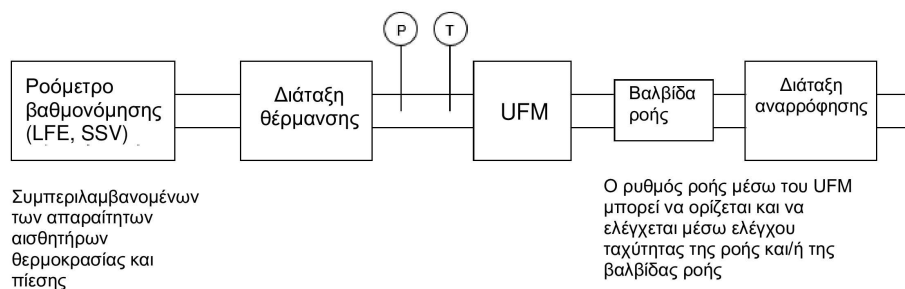 P
T
Ροόμετρο
βαθμονόμησης
(LFE, SSV)
Διάταξη
θέρμανσης
UFM
Βαλβίδα
ροής
Διάταξη
αναρρόφησης
Συμπεριλαμβανομένων
των απαραίτητων
αισθητήρων
θερμοκρασίας και
πίεσης
Ο ρυθμός ροής μέσω του UFM
μπορεί να ορίζεται και να
ελέγχεται μέσω ελέγχου
ταχύτητας της ροής και/ή της
βαλβίδας ροής